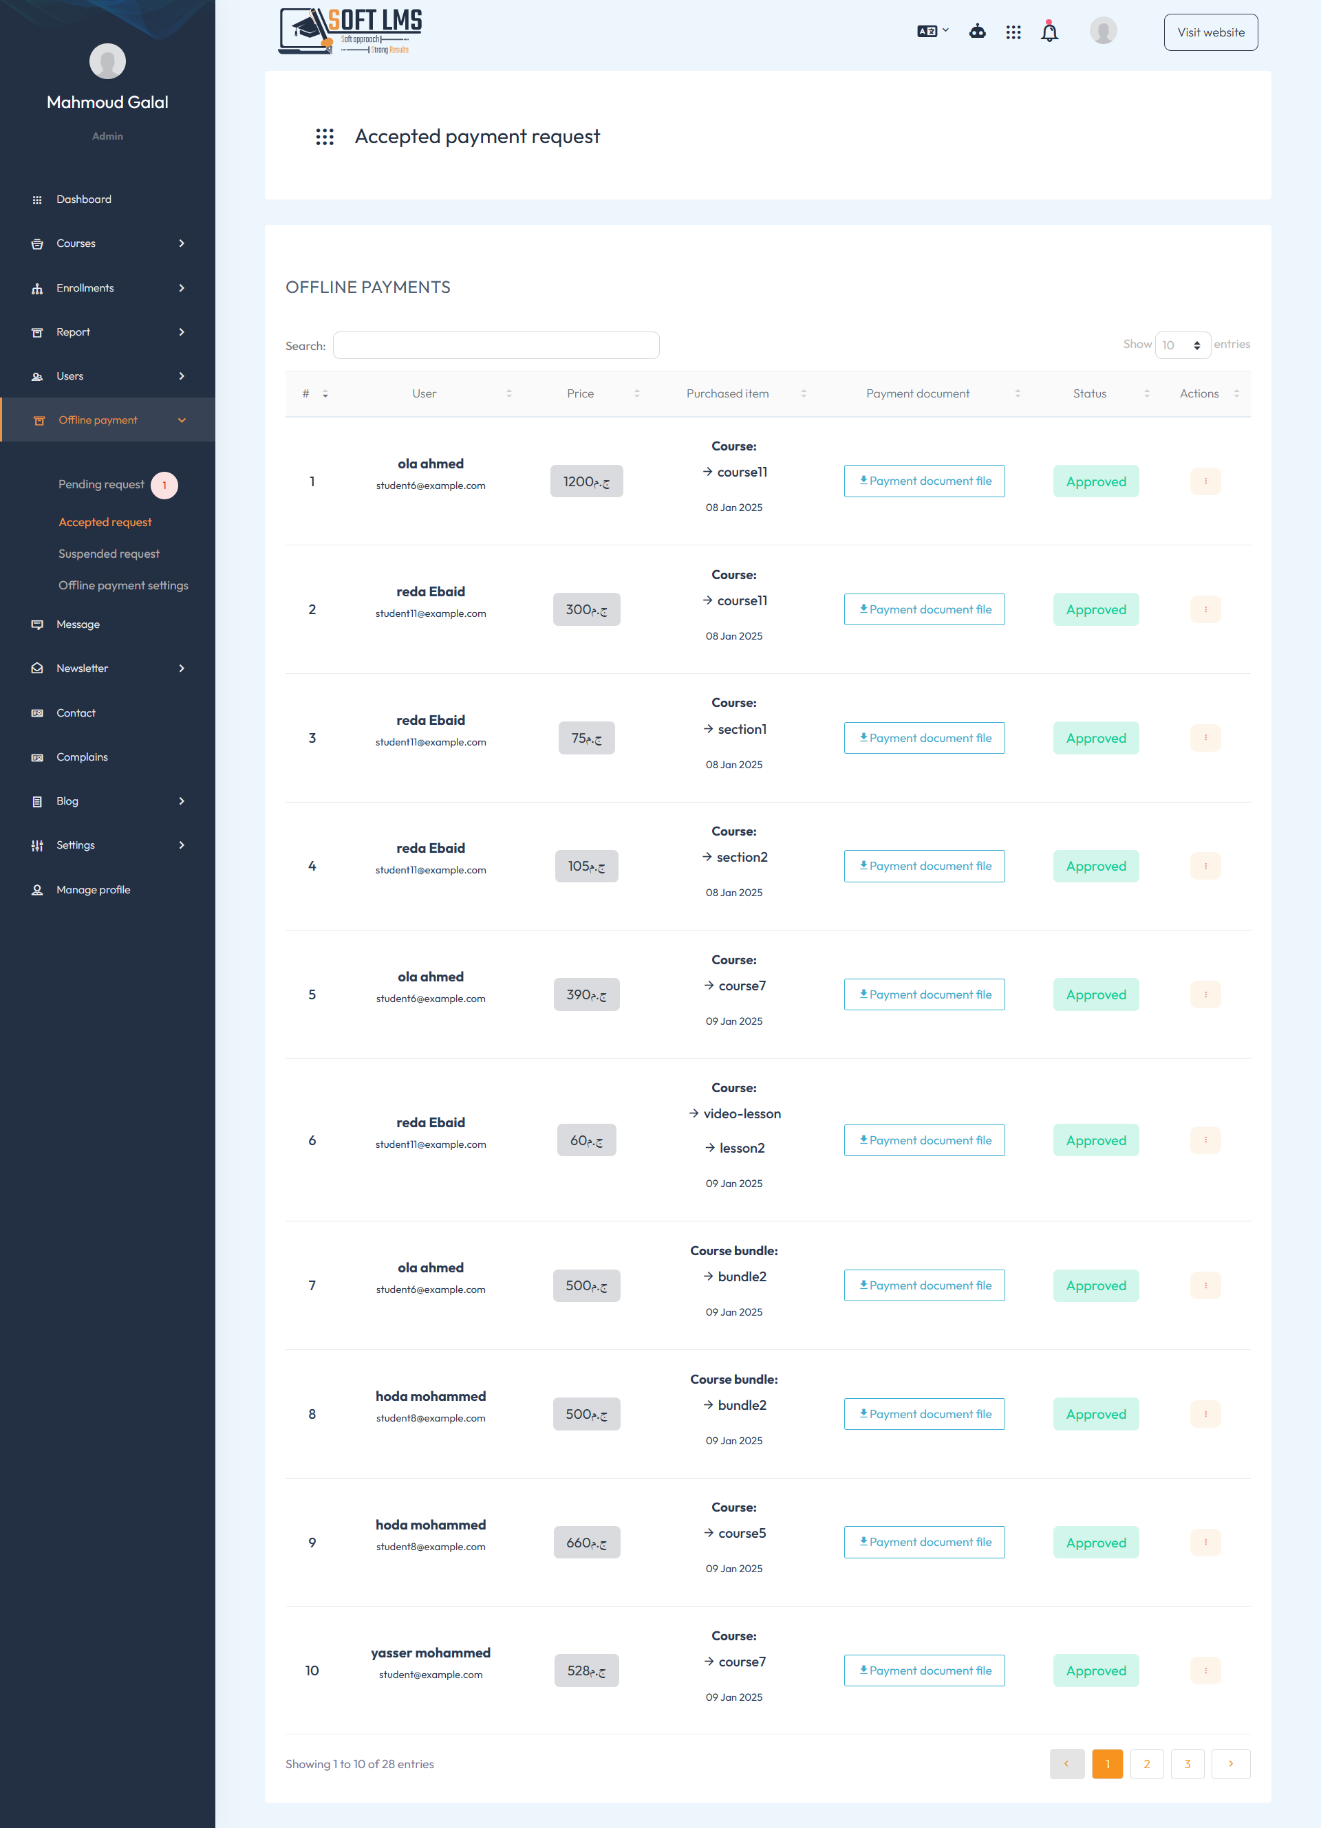 Mahmoud Galal
Admin
Dashboard
Courses
Enrollments
Report
Users
Offline payment
Pending request 1
Accepted request
Suspended request
Offline payment settings
Message
Newsletter
Contact
Complains
Blog
Settings
Manage profile
SOFT LMS
Soft approach
Strong Results
Visit website
Accepted payment request
OFFLINE PAYMENTS
Search:
Show 10 entries
# User Price Purchased item Payment document Status Actions
1 ola ahmed
student6@example.com
1200ج.م
Course:
→ course11
08 Jan 2025
Payment document file
Approved
2 reda Ebaid
student11@example.com
300ج.م
Course:
→ course11
08 Jan 2025
Payment document file
Approved
3 reda Ebaid
student11@example.com
75ج.م
Course:
→ section1
08 Jan 2025
Payment document file
Approved
4 reda Ebaid
student11@example.com
105ج.م
Course:
→ section2
08 Jan 2025
Payment document file
Approved
5 ola ahmed
student6@example.com
390ج.م
Course:
→ course7
09 Jan 2025
Payment document file
Approved
6 reda Ebaid
student11@example.com
60ج.م
Course:
→ video-lesson
→ lesson2
09 Jan 2025
Payment document file
Approved
7 ola ahmed
student6@example.com
500ج.م
Course bundle:
→ bundle2
09 Jan 2025
Payment document file
Approved
8 hoda mohammed
student8@example.com
500ج.م
Course bundle:
→ bundle2
09 Jan 2025
Payment document file
Approved
9 hoda mohammed
student8@example.com
660ج.م
Course:
→ course5
09 Jan 2025
Payment document file
Approved
10 yasser mohammed
student@example.com
528ج.م
Course:
→ course7
09 Jan 2025
Payment document file
Approved
Showing 1 to 10 of 28 entries
‹ 1 2 3 ›